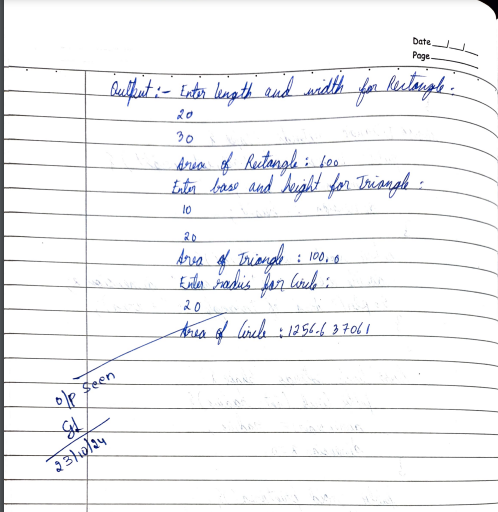 Date
Page
Output :- Enter length and width for Rectangle :
20
30
Area of Rectangle : 600
Enter base and height for Triangle :
10
20
Area of Triangle : 100.0
Enter radius for Circle :
20
Area of Circle : 1256.637061
O/P Seen
23/10/24